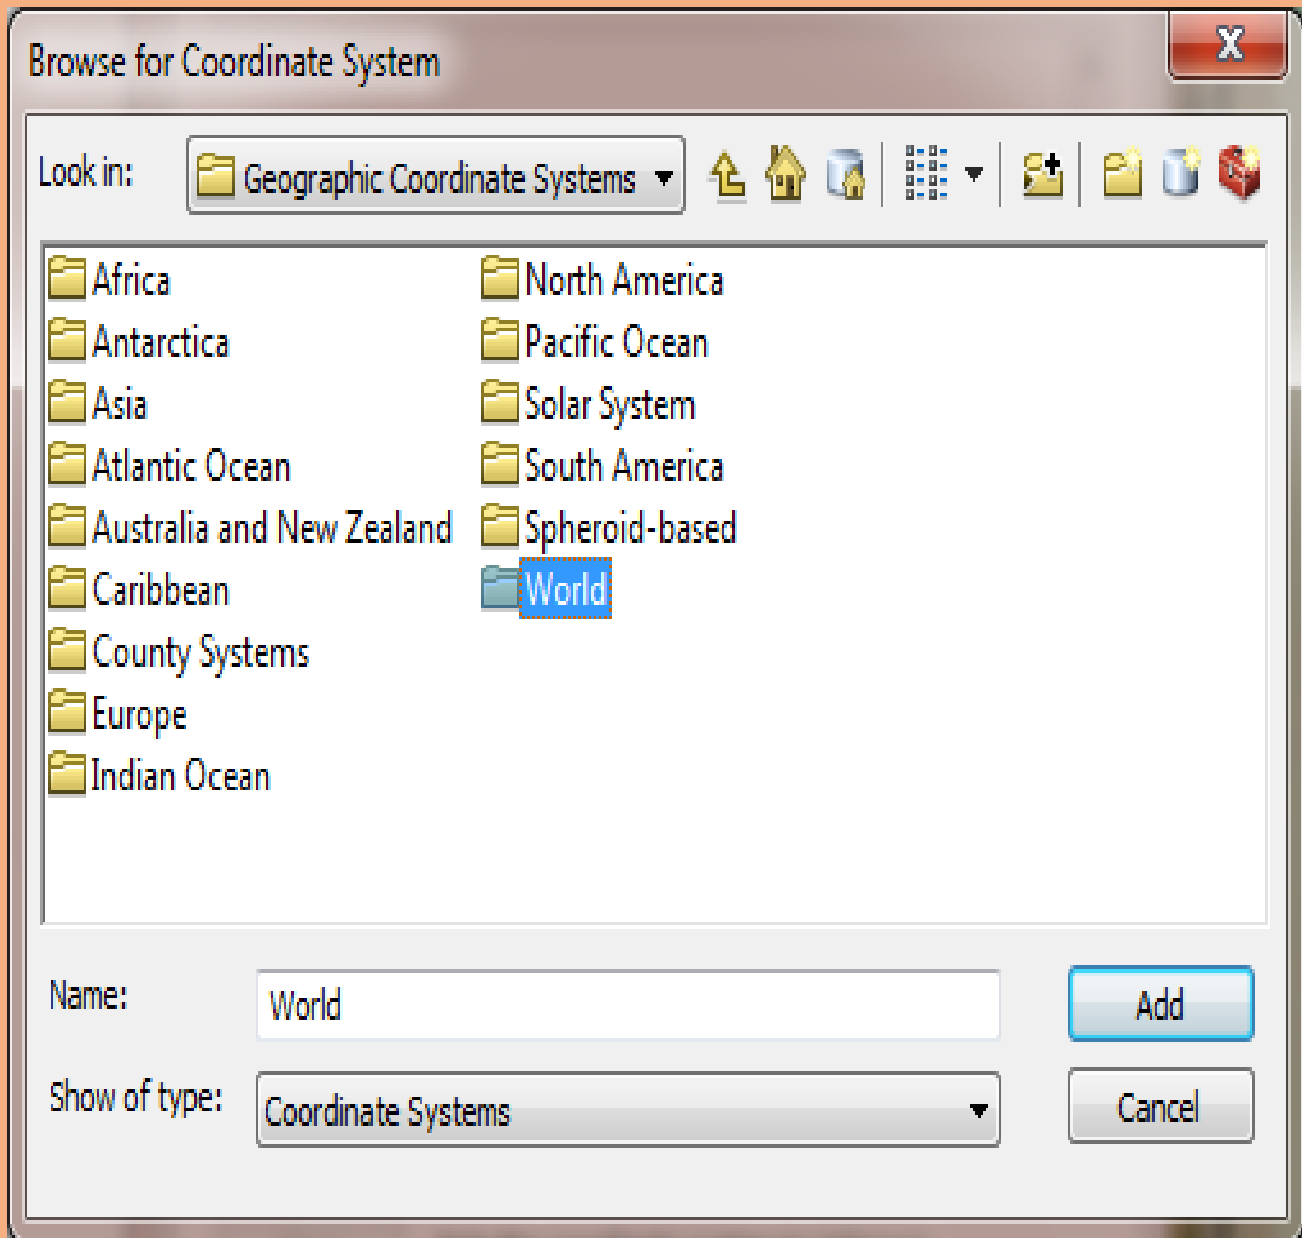 Browse for Coordinate System
X
Look in: Geographic Coordinate Systems
Africa
Antarctica
Asia
Atlantic Ocean
Australia and New Zealand
Caribbean
County Systems
Europe
Indian Ocean
North America
Pacific Ocean
Solar System
South America
Spheroid-based
World
Name: World
Add
Show of type: Coordinate Systems
Cancel